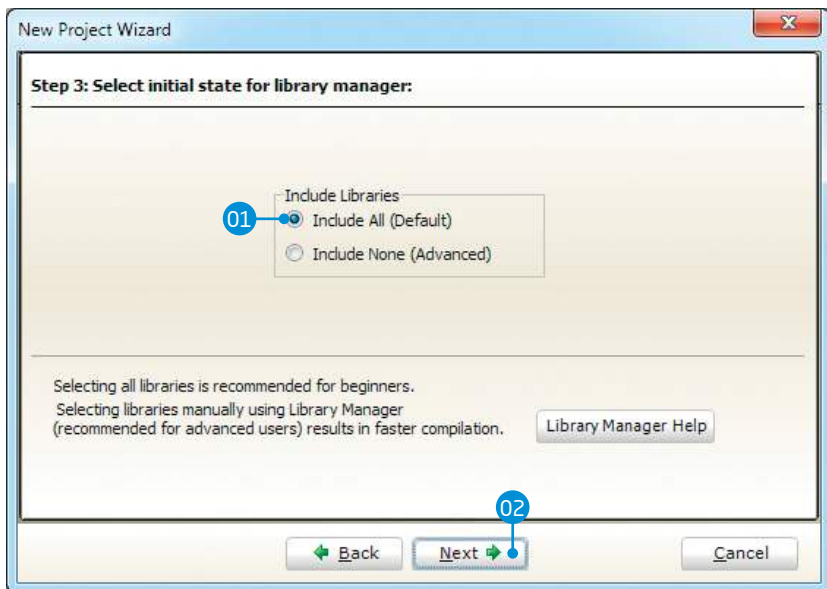 New Project Wizard
Step 3: Select initial state for library manager:
Include Libraries
01
Include All (Default)
Include None (Advanced)
Selecting all libraries is recommended for beginners.
Selecting libraries manually using Library Manager
(recommended for advanced users) results in faster compilation.
Library Manager Help
02
Back
Next
Cancel